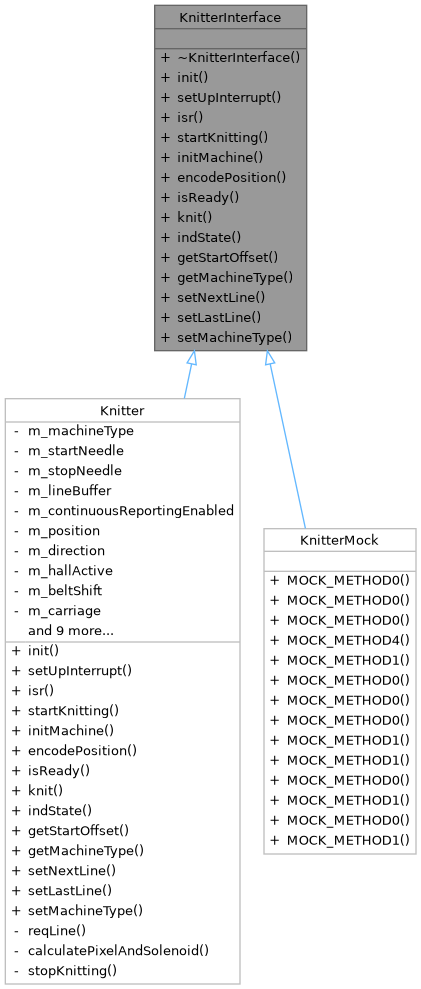 KnitterInterface
+ ~KnitterInterface()
+ init()
+ setUpInterrupt()
+ isr()
+ startKnitting()
+ initMachine()
+ encodePosition()
+ isReady()
+ knit()
+ indState()
+ getStartOffset()
+ getMachineType()
+ setNextLine()
+ setLastLine()
+ setMachineType()
Knitter
- m_machineType
- m_startNeedle
- m_stopNeedle
- m_lineBuffer
- m_continuousReportingEnabled
- m_position
- m_direction
- m_hallActive
- m_beltShift
- m_carriage
and 9 more...
+ init()
+ setUpInterrupt()
+ isr()
+ startKnitting()
+ initMachine()
+ encodePosition()
+ isReady()
+ knit()
+ indState()
+ getStartOffset()
+ getMachineType()
+ setNextLine()
+ setLastLine()
+ setMachineType()
- reqLine()
- calculatePixelAndSolenoid()
- stopKnitting()
KnitterMock
+ MOCK_METHOD0()
+ MOCK_METHOD0()
+ MOCK_METHOD0()
+ MOCK_METHOD4()
+ MOCK_METHOD1()
+ MOCK_METHOD0()
+ MOCK_METHOD0()
+ MOCK_METHOD0()
+ MOCK_METHOD1()
+ MOCK_METHOD1()
+ MOCK_METHOD0()
+ MOCK_METHOD1()
+ MOCK_METHOD0()
+ MOCK_METHOD1()